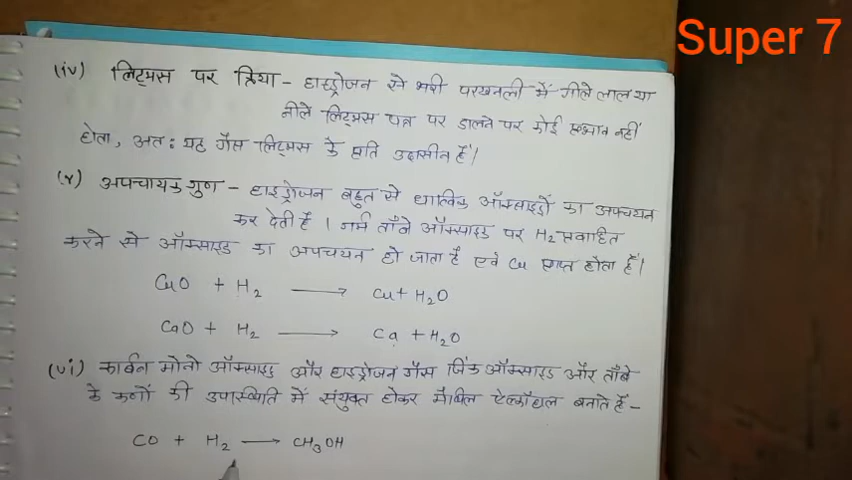 Super 7
(iv) लिट्मस पर क्रिया - हाइड्रोजन से भरी परखनली में गीले लाल या
नीले लिट्मस पत्र पर डालने पर कोई प्रभाव नहीं
होता, अत: यह गैस लिट्मस के प्रति उदासीन है।
(v) अपचायक गुण - हाइड्रोजन बहुत से धात्विक ऑक्साइडों का अपचयन
कर देती है । गर्म ताँबे ऑक्साइड पर H2 प्रवाहित
करने से ऑक्साइड का अपचयन हो जाता है एवं Cu प्राप्त होता है।
CuO + H2 ⟶ Cu + H2O
CaO + H2 ⟶ Ca + H2O
(vi) कार्बन मोनो ऑक्साइड और हाइड्रोजन गैस जिंक ऑक्साइड और ताँबे
के कणों की उपास्थिति में संयुक्त होकर मैथिल ऐल्कोहाल बनाते हैं -
CO + H2 ⟶ CH3OH